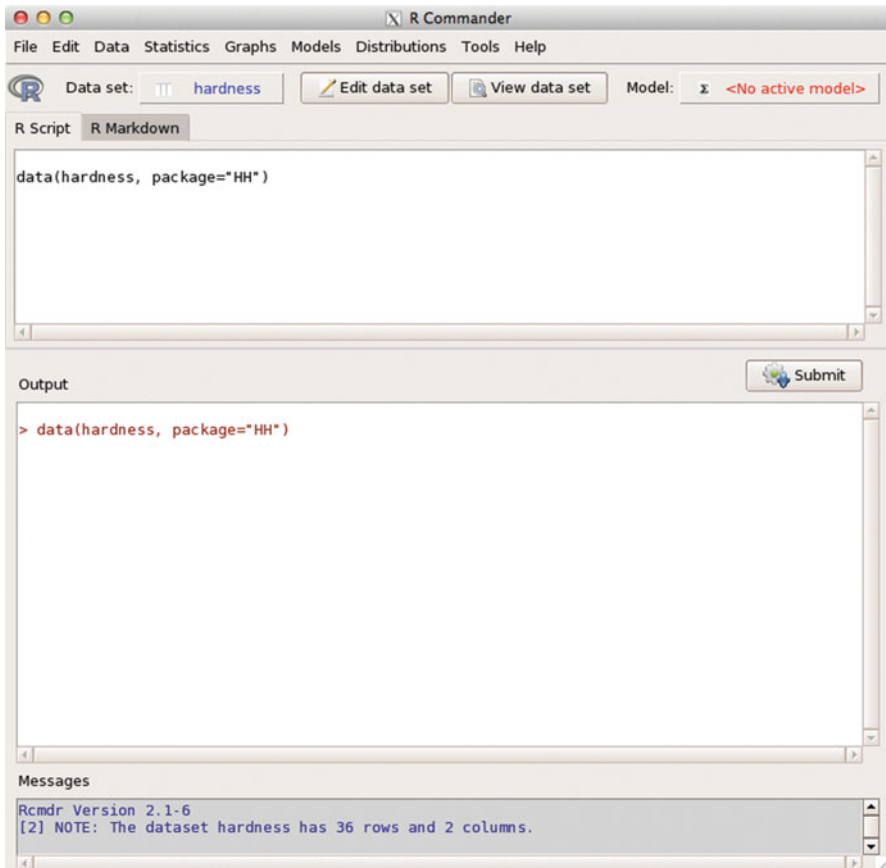 R Commander
File Edit Data Statistics Graphs Models Distributions Tools Help
R Data set: hardness Edit data set View data set Model: Σ <No active model>
R Script R Markdown
data(hardness, package="HH")
Submit
Output
> data(hardness, package="HH")
Messages
Rcmdr Version 2.1-6
[2] NOTE: The dataset hardness has 36 rows and 2 columns.